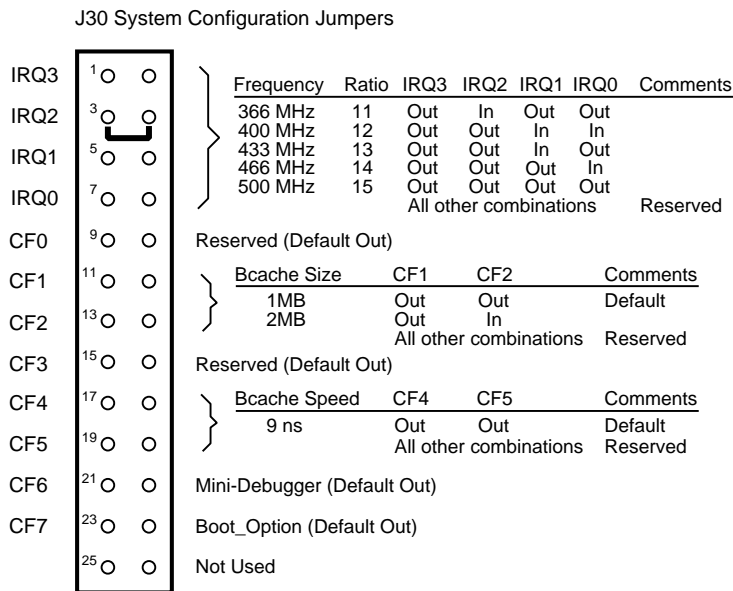 J30 System Configuration Jumpers
IRQ3 1
Frequency Ratio IRQ3 IRQ2 IRQ1 IRQ0 Comments
366 MHz 11 Out In Out Out
IRQ2 3
400 MHz 12 Out Out In In
433 MHz 13 Out Out In Out
IRQ1 5
466 MHz 14 Out Out Out In
500 MHz 15 Out Out Out Out
IRQ0 7
All other combinations Reserved
CF0 9 Reserved (Default Out)
CF1 11
Bcache Size CF1 CF2 Comments
1MB Out Out Default
CF2 13
2MB Out In
All other combinations Reserved
CF3 15 Reserved (Default Out)
CF4 17
Bcache Speed CF4 CF5 Comments
9 ns Out Out Default
CF5 19
All other combinations Reserved
CF6 21 Mini-Debugger (Default Out)
CF7 23 Boot_Option (Default Out)
25 Not Used